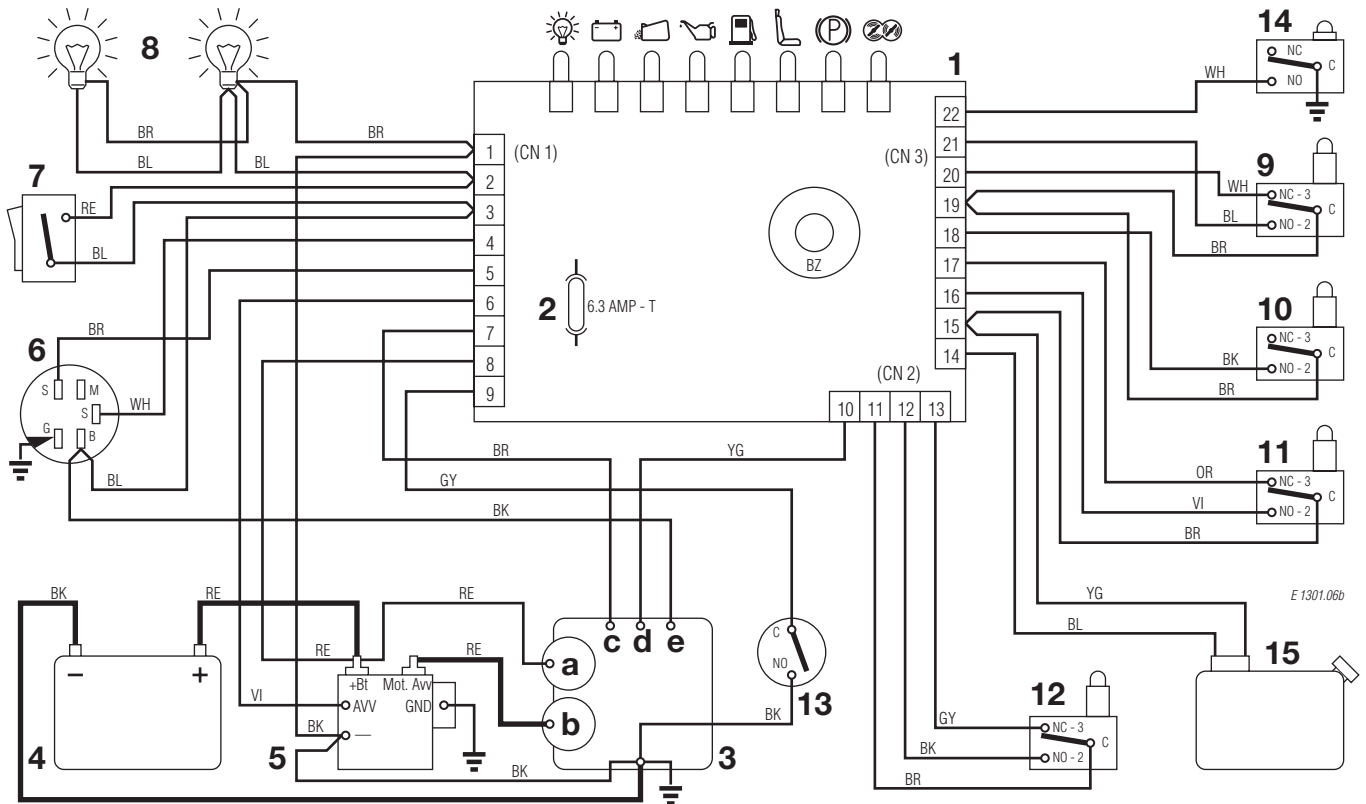 8
BR
BL
BL
BR
7
RE
BL
6
BR
S
M
S
WH
G
B
BL
1
(CN 1)
1
2
3
4
5
6
7
8
9
2
6.3 AMP - T
BZ
P
(CN 3)
22
21
20
19
18
17
16
15
14
(CN 2)
10
11
12
13
WH
14
NC
C
NO
9
WH
NC - 3
C
BL
NO - 2
BR
10
NC - 3
C
BK
NO - 2
BR
11
OR
NC - 3
C
VI
NO - 2
BR
BR
YG
GY
BK
BK
–
+
4
RE
RE
RE
RE
+Bt
Mot. Avv
AVV
GND
—
VI
BK
5
BK
a
b
c
d
e
3
C
NO
13
BK
YG
BL
E 1301.06b
15
12
GY
NC - 3
C
BK
NO - 2
BR